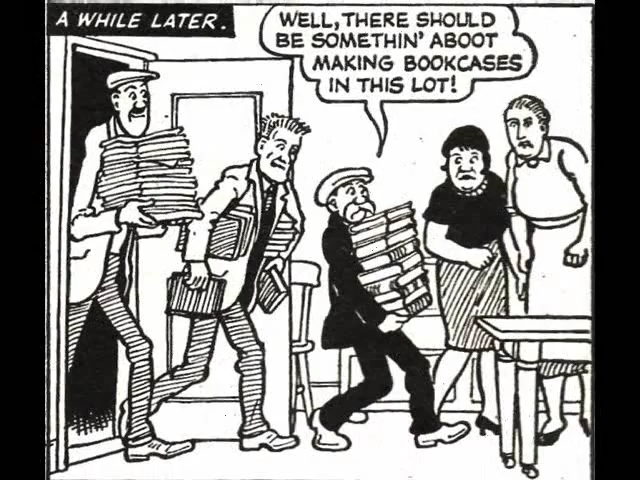 A WHILE LATER.
WELL, THERE SHOULD
BE SOMETHIN' ABOOT
MAKING BOOKCASES
IN THIS LOT!